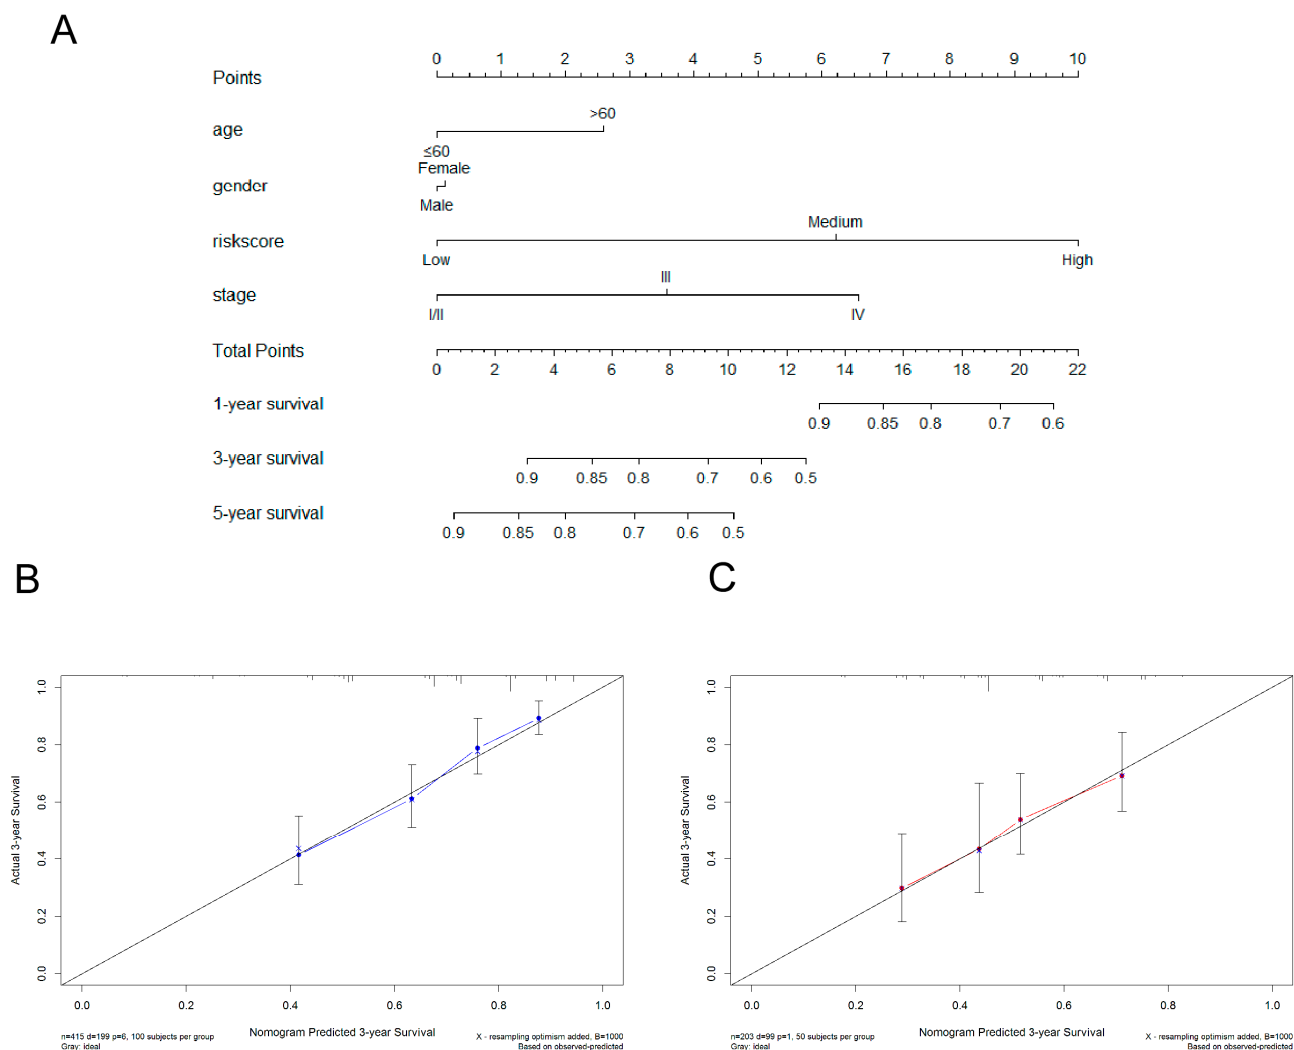 A
Points
0 1 2 3 4 5 6 7 8 9 10
age
>60
≤60
gender
Female
Male
riskscore
Medium
Low High
stage
III
I/II IV
Total Points
0 2 4 6 8 10 12 14 16 18 20 22
1-year survival
0.9 0.85 0.8 0.7 0.6
3-year survival
0.9 0.85 0.8 0.7 0.6 0.5
5-year survival
0.9 0.85 0.8 0.7 0.6 0.5
B
Actual 3-year Survival
1.0
0.8
0.6
0.4
0.2
0.0
0.0 0.2 0.4 0.6 0.8 1.0
Nomogram Predicted 3-year Survival
n=415 d=199 p=6, 100 subjects per group
Gray: ideal
X - resampling optimism added, B=1000
Based on observed-predicted
C
Actual 3-year Survival
1.0
0.8
0.6
0.4
0.2
0.0
0.0 0.2 0.4 0.6 0.8 1.0
Nomogram Predicted 3-year Survival
n=203 d=99 p=1, 50 subjects per group
Gray: ideal
X - resampling optimism added, B=1000
Based on observed-predicted